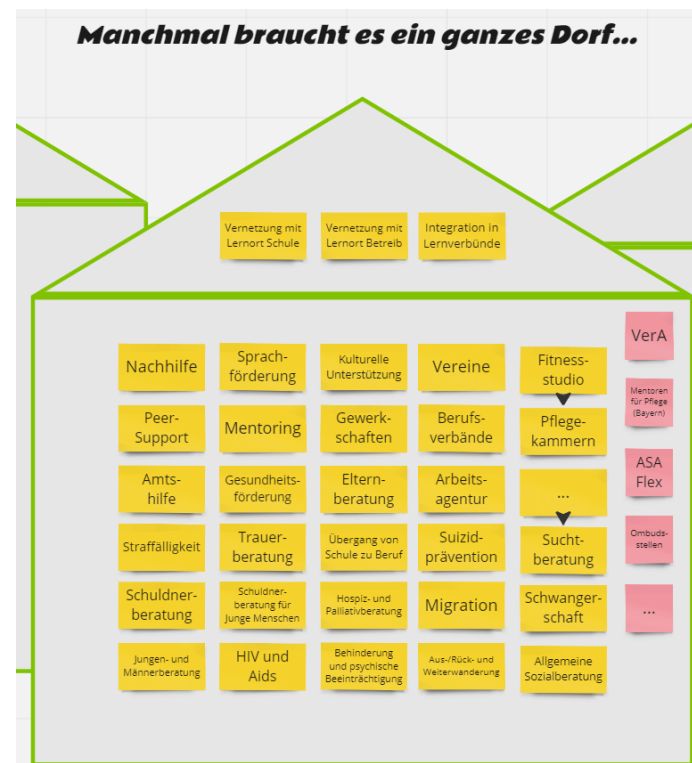 Manchmal braucht es ein ganzes Dorf...
Vernetzung mit
Lernort Schule
Vernetzung mit
Lernort Betreib
Integration in
Lernverbünde
Nachhilfe
Sprach-
förderung
Kulturelle
Unterstützung
Vereine
Fitness-
studio
VerA
Peer-
Support
Mentoring
Gewerk-
schaften
Berufs-
verbände
Pflege-
kammern
Mentoren
für Pflege
(Bayern)
Amts-
hilfe
Gesundheits-
förderung
Eltern-
beratung
Arbeits-
agentur
...
ASA
Flex
Straffälligkeit
Trauer-
beratung
Übergang von
Schule zu Beruf
Suizid-
prävention
Sucht-
beratung
Ombuds-
stellen
Schuldner-
beratung
Schuldner-
beratung für
Junge Menschen
Hospiz- und
Palliativberatung
Migration
Schwanger-
schaft
...
Jungen- und
Männerberatung
HIV und
Aids
Behinderung
und psychische
Beeinträchtigung
Aus-/Rück- und
Weiterwanderung
Allgemeine
Sozialberatung